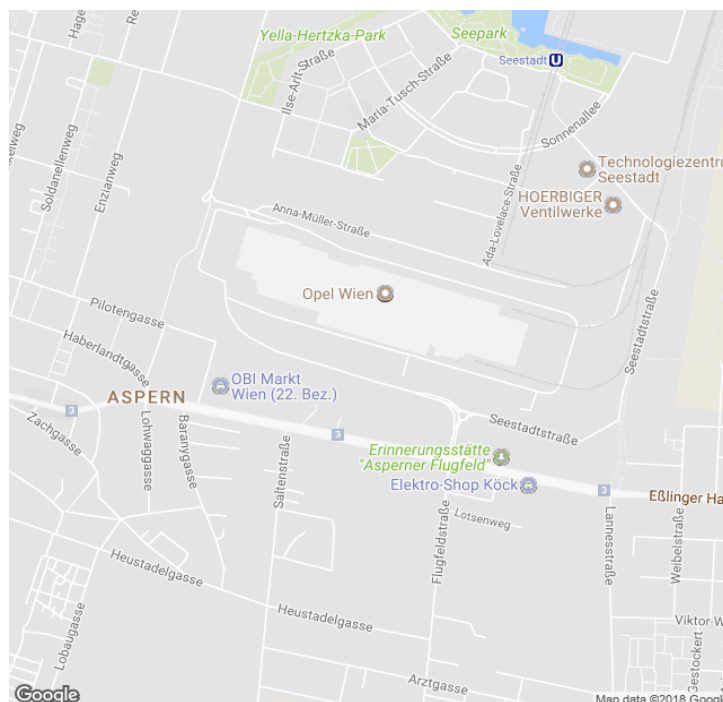 Yella-Hertzka-Park
Seepark
Seestadt U
Ilse-Arlt-Straße
Maria-Tusch-Straße
Sonnenallee
Soldanellenweg
Enzianweg
Technologiezentru
Seestadt
HOERBIGER
Ventilwerke
Ada-Lovelace-Straße
Anna-Müller-Straße
Opel Wien
Pilotengasse
Seestadtstraße
Haberlandtgasse
OBI Markt
Wien (22. Bez.)
ASPERN
3
Zachgasse
Lohwaggasse
Baranygasse
Saltenstraße
3
Seestadtstraße
Erinnerungsstätte
"Asperner Flugfeld"
Elektro-Shop Köck
3
Eßlinger Ha
Lotsenweg
Flugfeldstraße
Lannesstraße
Weibelstraße
Heustadelgasse
Heustadelgasse
Viktor-W
Lobaugasse
Gestockert
Arztgasse
Google
Map data ©2018 Google